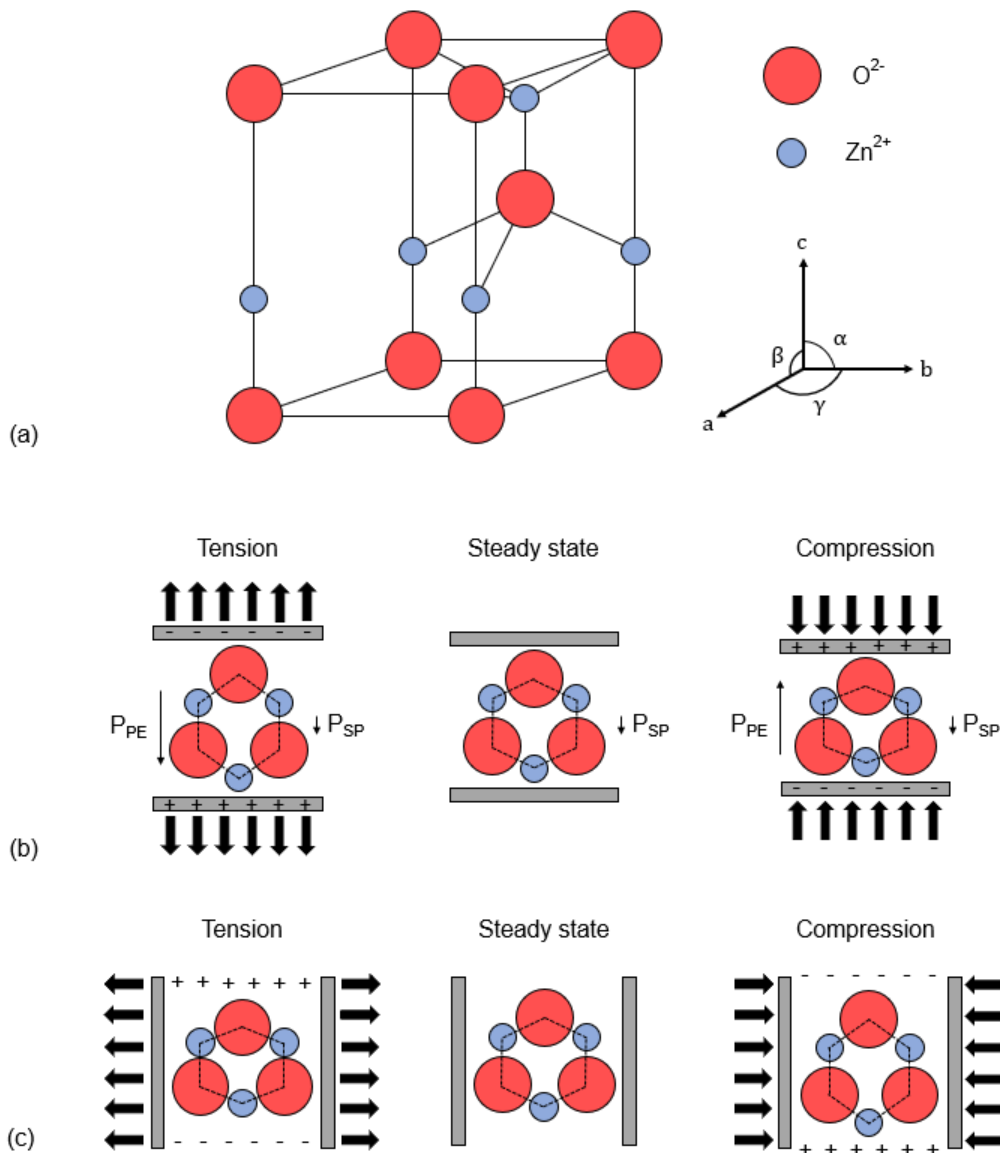 O2-
Zn2+
c
β
α
b
a
γ
(a)
Tension
Steady state
Compression
- - - - - -
+ + + + + +
PPE
PSP
PSP
PPE
PSP
+ + + + + +
- - - - - -
(b)
Tension
Steady state
Compression
+ + + + + +
- - - - - -
- - - - - -
+ + + + + +
(c)